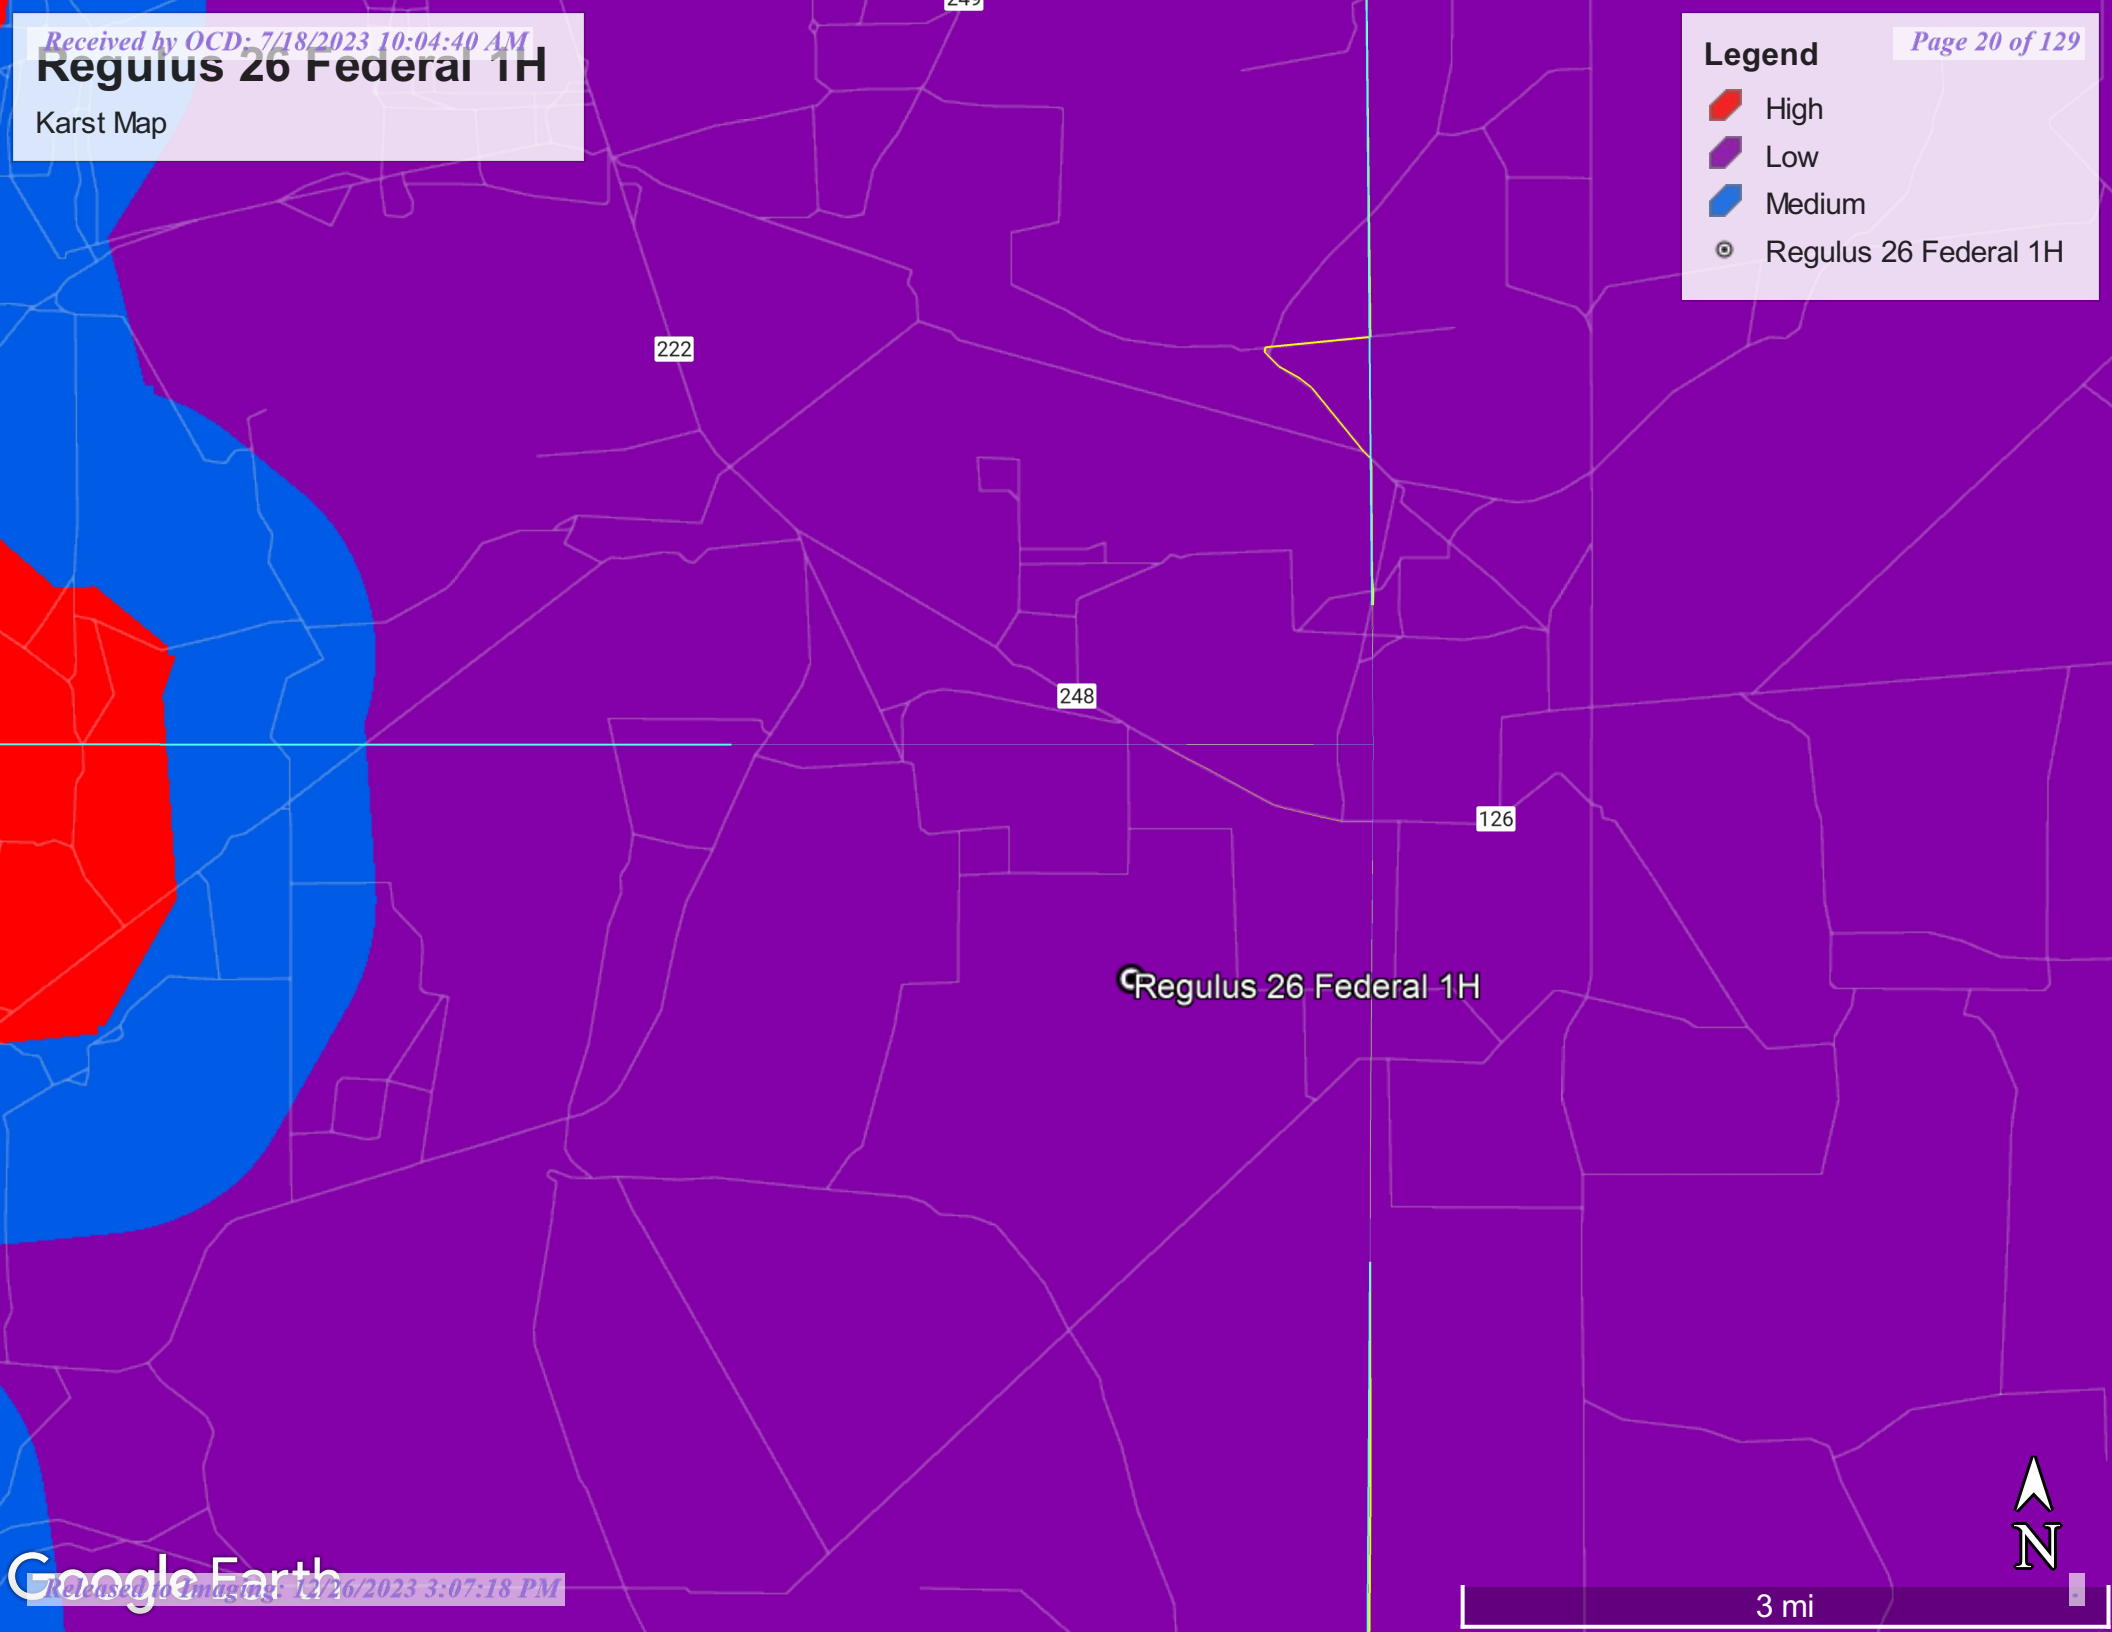 Received by OCD: 7/18/2023 10:04:40 AM
Page 20 of 129
Regulus 26 Federal 1H
Karst Map
Legend
High
Low
Medium
Regulus 26 Federal 1H
249
222
248
126
Regulus 26 Federal 1H
N
Google Earth
Released to Imaging: 12/26/2023 3:07:18 PM
3 mi